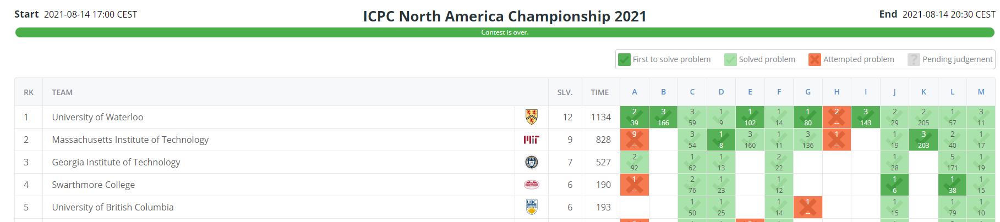 Start 2021-08-14 17:00 CEST ICPC North America Championship 2021 End 2021-08-14 20:30 CEST
Contest is over.
First to solve problem Solved problem Attempted problem ? Pending judgement
RK TEAM SLV. TIME A B C D E F G H I J K L M
1 University of Waterloo 12 1134 2 3 3 1 1 1 1 2 3 2 2 1 3
39 166 59 9 102 14 80 -- 143 29 205 57 11
2 Massachusetts Institute of Technology MIT 9 828 9 3 1 3 1 3 1 1 3 2 1
-- 54 8 160 11 136 -- 19 203 40 17
3 Georgia Institute of Technology 7 527 2 1 1 2 1 5 1
92 62 13 22 28 171 19
4 Swarthmore College 6 190 1 2 1 1 1 1 1
-- 76 23 12 6 38 15
5 University of British Columbia UBC 6 193 1 1 1 1 1 1 1
50 25 14 -- 15 79 10